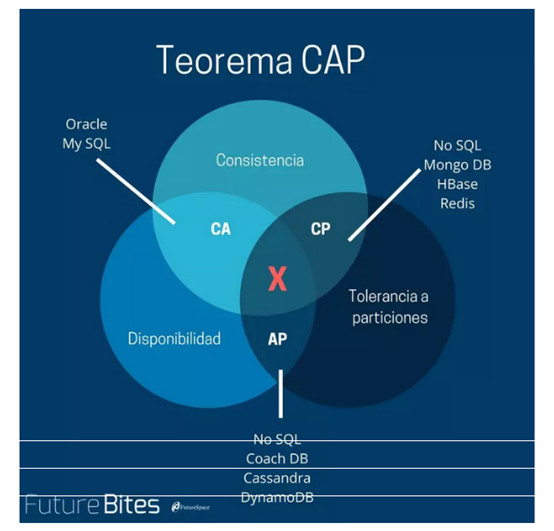 Teorema CAP
Oracle
My SQL
Consistencia
No SQL
Mongo DB
HBase
Redis
CA
CP
X
Tolerancia a
particiones
Disponibilidad
AP
No SQL
Coach DB
Cassandra
DynamoDB
FutureBites
FutureSpace